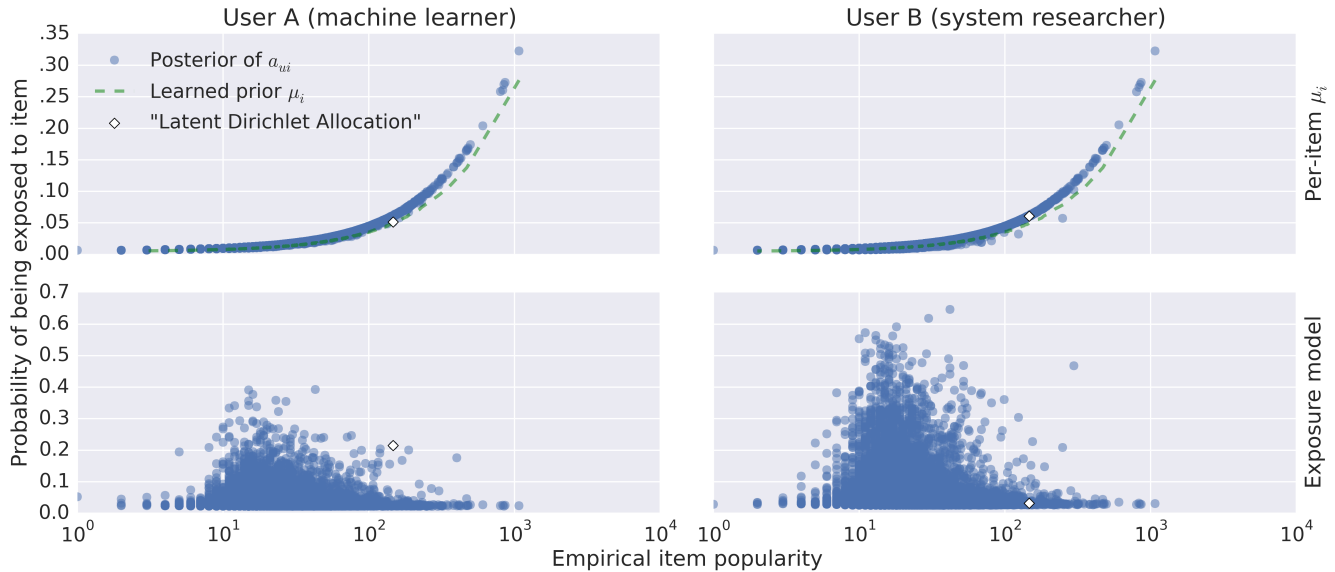 User A (machine learner)
User B (system researcher)
Probability of being exposed to item
.35
.30
.25
.20
.15
.10
.05
.00
Posterior of a_{ui}
Learned prior μ_i
"Latent Dirichlet Allocation"
Per-item μ_i
0.7
0.6
0.5
0.4
0.3
0.2
0.1
0.0
Exposure model
10^0 10^1 10^2 10^3 10^4
10^0 10^1 10^2 10^3 10^4
Empirical item popularity